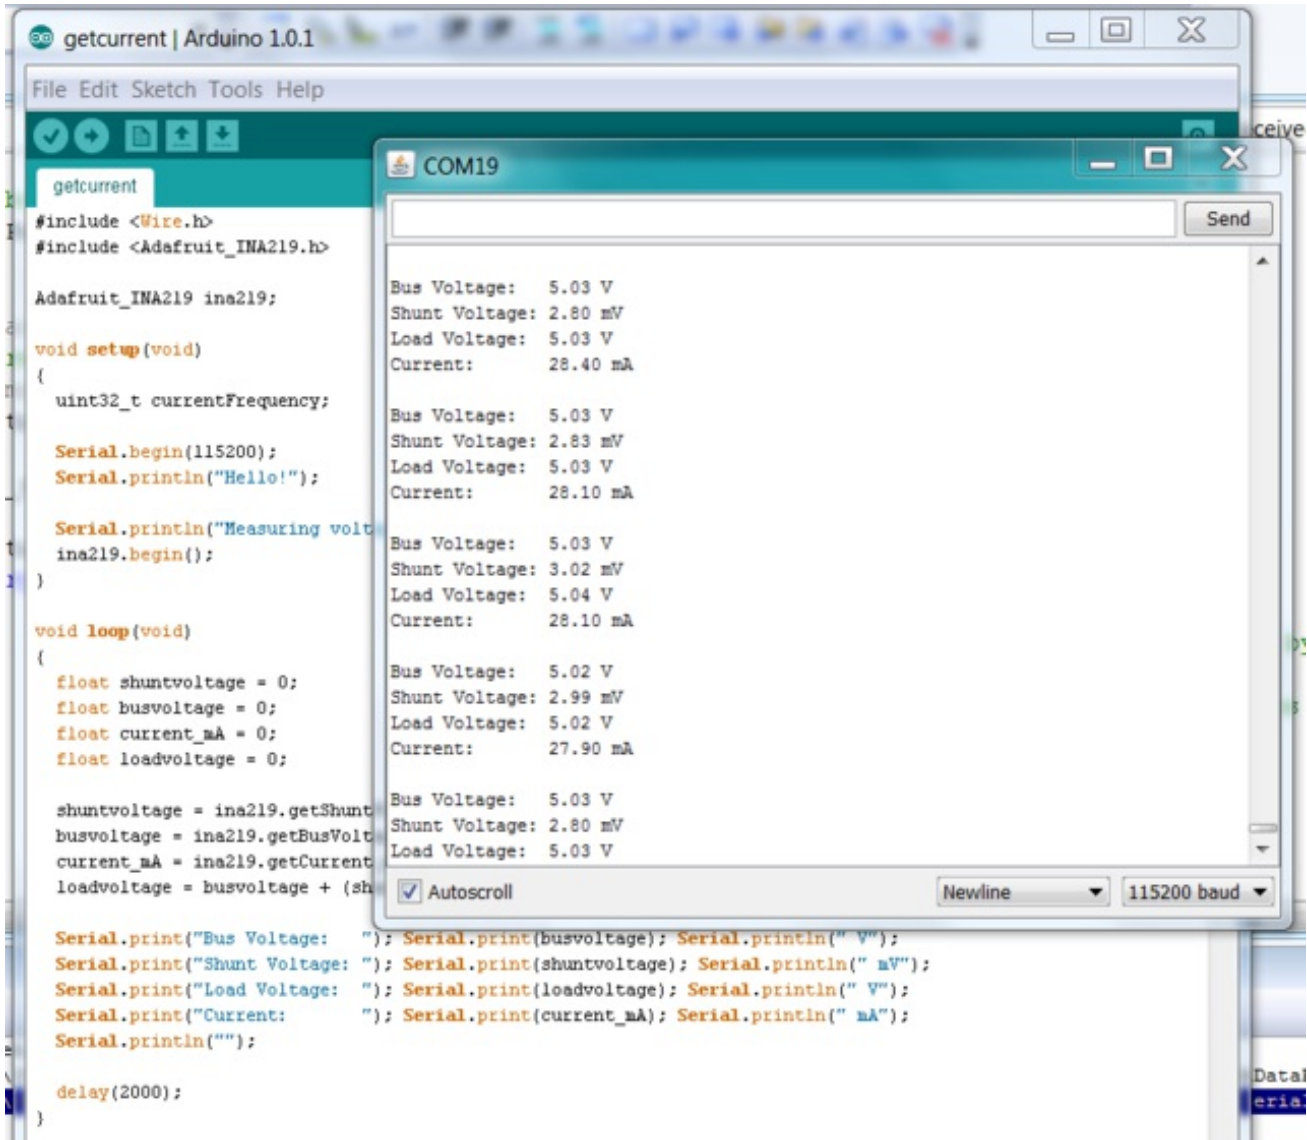 getcurrent | Arduino 1.0.1
File Edit Sketch Tools Help
getcurrent
#include <Wire.h>
#include <Adafruit_INA219.h>
Adafruit_INA219 ina219;
void setup(void)
{
uint32_t currentFrequency;
Serial.begin(115200);
Serial.println("Hello!");
Serial.println("Measuring volt
ina219.begin();
}
void loop(void)
{
float shuntvoltage = 0;
float busvoltage = 0;
float current_mA = 0;
float loadvoltage = 0;
shuntvoltage = ina219.getShunt
busvoltage = ina219.getBusVolt
current_mA = ina219.getCurrent
loadvoltage = busvoltage + (sh
Serial.print("Bus Voltage:   "); Serial.print(busvoltage); Serial.println(" V");
Serial.print("Shunt Voltage: "); Serial.print(shuntvoltage); Serial.println(" mV");
Serial.print("Load Voltage:  "); Serial.print(loadvoltage); Serial.println(" V");
Serial.print("Current:       "); Serial.print(current_mA); Serial.println(" mA");
Serial.println("");
delay(2000);
}
COM19
Send
Bus Voltage:   5.03 V
Shunt Voltage: 2.80 mV
Load Voltage:  5.03 V
Current:       28.40 mA
Bus Voltage:   5.03 V
Shunt Voltage: 2.83 mV
Load Voltage:  5.03 V
Current:       28.10 mA
Bus Voltage:   5.03 V
Shunt Voltage: 3.02 mV
Load Voltage:  5.04 V
Current:       28.10 mA
Bus Voltage:   5.02 V
Shunt Voltage: 2.99 mV
Load Voltage:  5.02 V
Current:       27.90 mA
Bus Voltage:   5.03 V
Shunt Voltage: 2.80 mV
Load Voltage:  5.03 V
Autoscroll
Newline
115200 baud
ceive
by
s
Data
eria